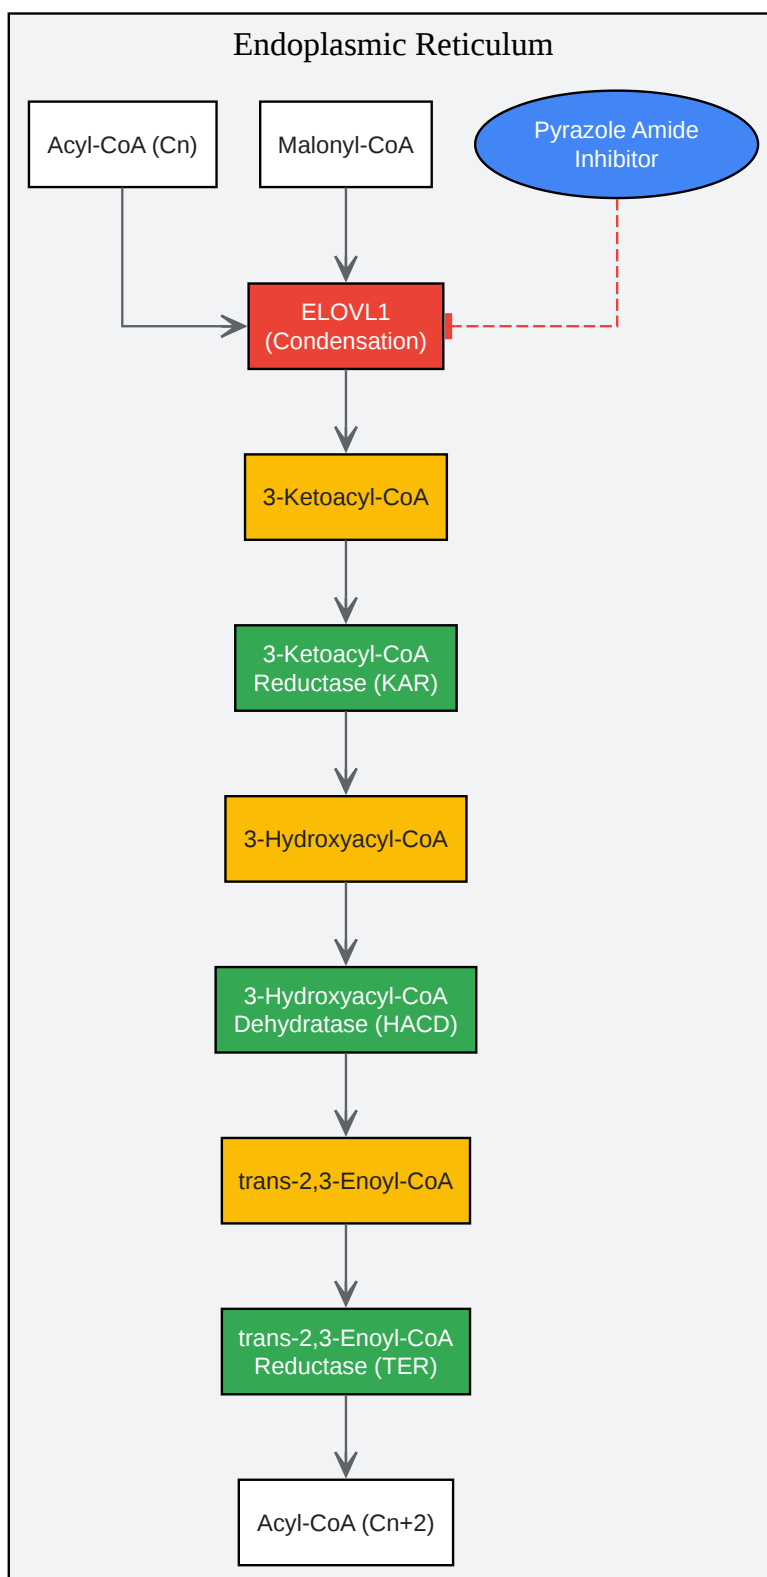 Endoplasmic Reticulum
Acyl-CoA (Cn)
Malonyl-CoA
Pyrazole Amide
Inhibitor
ELOVL1
(Condensation)
3-Ketoacyl-CoA
3-Ketoacyl-CoA
Reductase (KAR)
3-Hydroxyacyl-CoA
3-Hydroxyacyl-CoA
Dehydratase (HACD)
trans-2,3-Enoyl-CoA
trans-2,3-Enoyl-CoA
Reductase (TER)
Acyl-CoA (Cn+2)